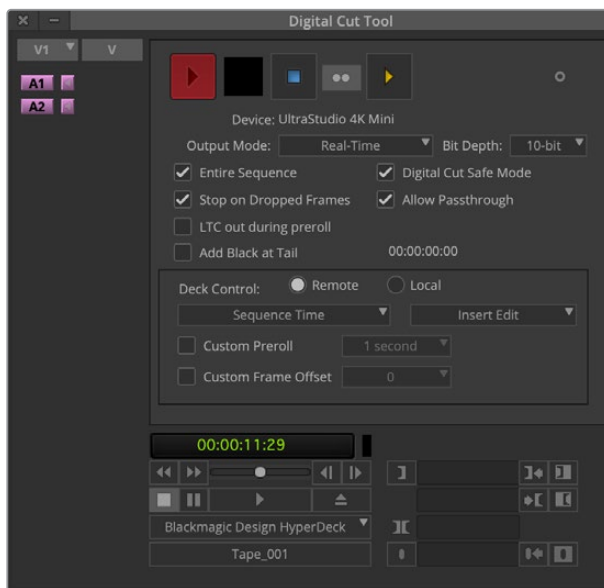 Digital Cut Tool
V1 V
A1
A2
Device: UltraStudio 4K Mini
Output Mode: Real-Time Bit Depth: 10-bit
Entire Sequence Digital Cut Safe Mode
Stop on Dropped Frames Allow Passthrough
LTC out during preroll
Add Black at Tail 00:00:00:00
Deck Control: Remote Local
Sequence Time Insert Edit
Custom Preroll 1 second
Custom Frame Offset 0
00:00:11:29
Blackmagic Design HyperDeck
Tape_001